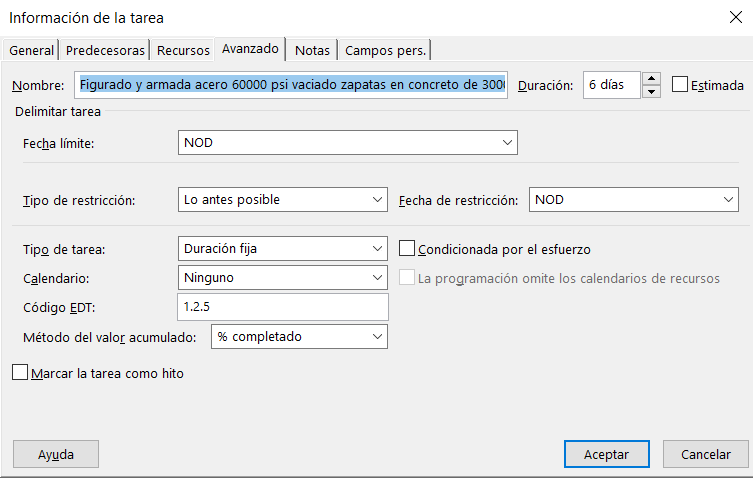 Información de la tarea
General Predecesoras Recursos Avanzado Notas Campos pers.
Nombre: Figurado y armada acero 60000 psi vaciado zapatas en concreto de 300 Duración: 6 días Estimada
Delimitar tarea
Fecha límite: NOD
Tipo de restricción: Lo antes posible Fecha de restricción: NOD
Tipo de tarea: Duración fija Condicionada por el esfuerzo
Calendario: Ninguno La programación omite los calendarios de recursos
Código EDT: 1.2.5
Método del valor acumulado: % completado
Marcar la tarea como hito
Ayuda Aceptar Cancelar